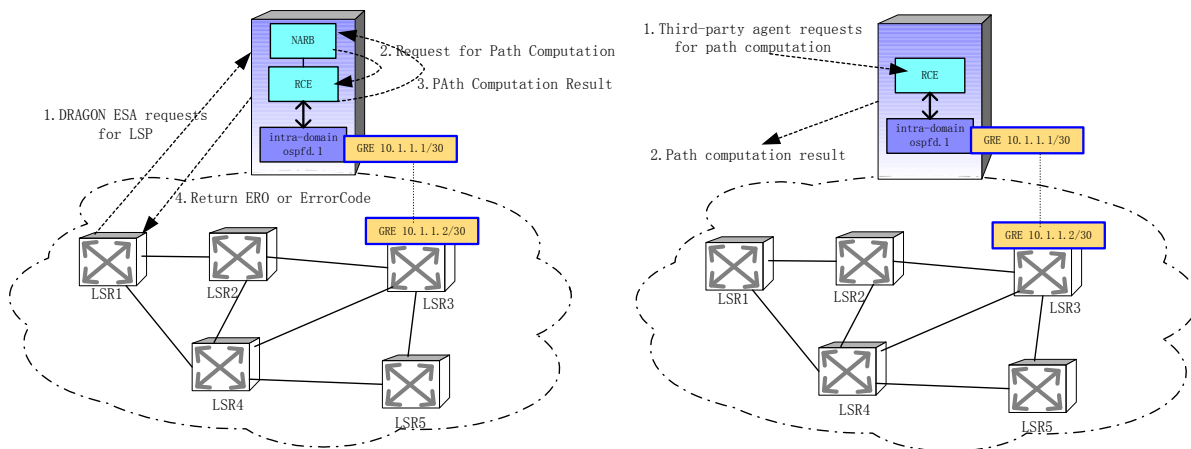 NARB
2.Request for Path Computation
RCE
3.PAth Computation Result
1.DRAGON ESA requests
for LSP
intra-domain
ospfd.1
GRE 10.1.1.1/30
4.Return ERO or ErrorCode
GRE 10.1.1.2/30
LSR1
LSR2
LSR3
LSR4
LSR5
1.Third-party agent requests
for path computation
RCE
intra-domain
ospfd.1
GRE 10.1.1.1/30
2.Path computation result
GRE 10.1.1.2/30
LSR1
LSR2
LSR3
LSR4
LSR5